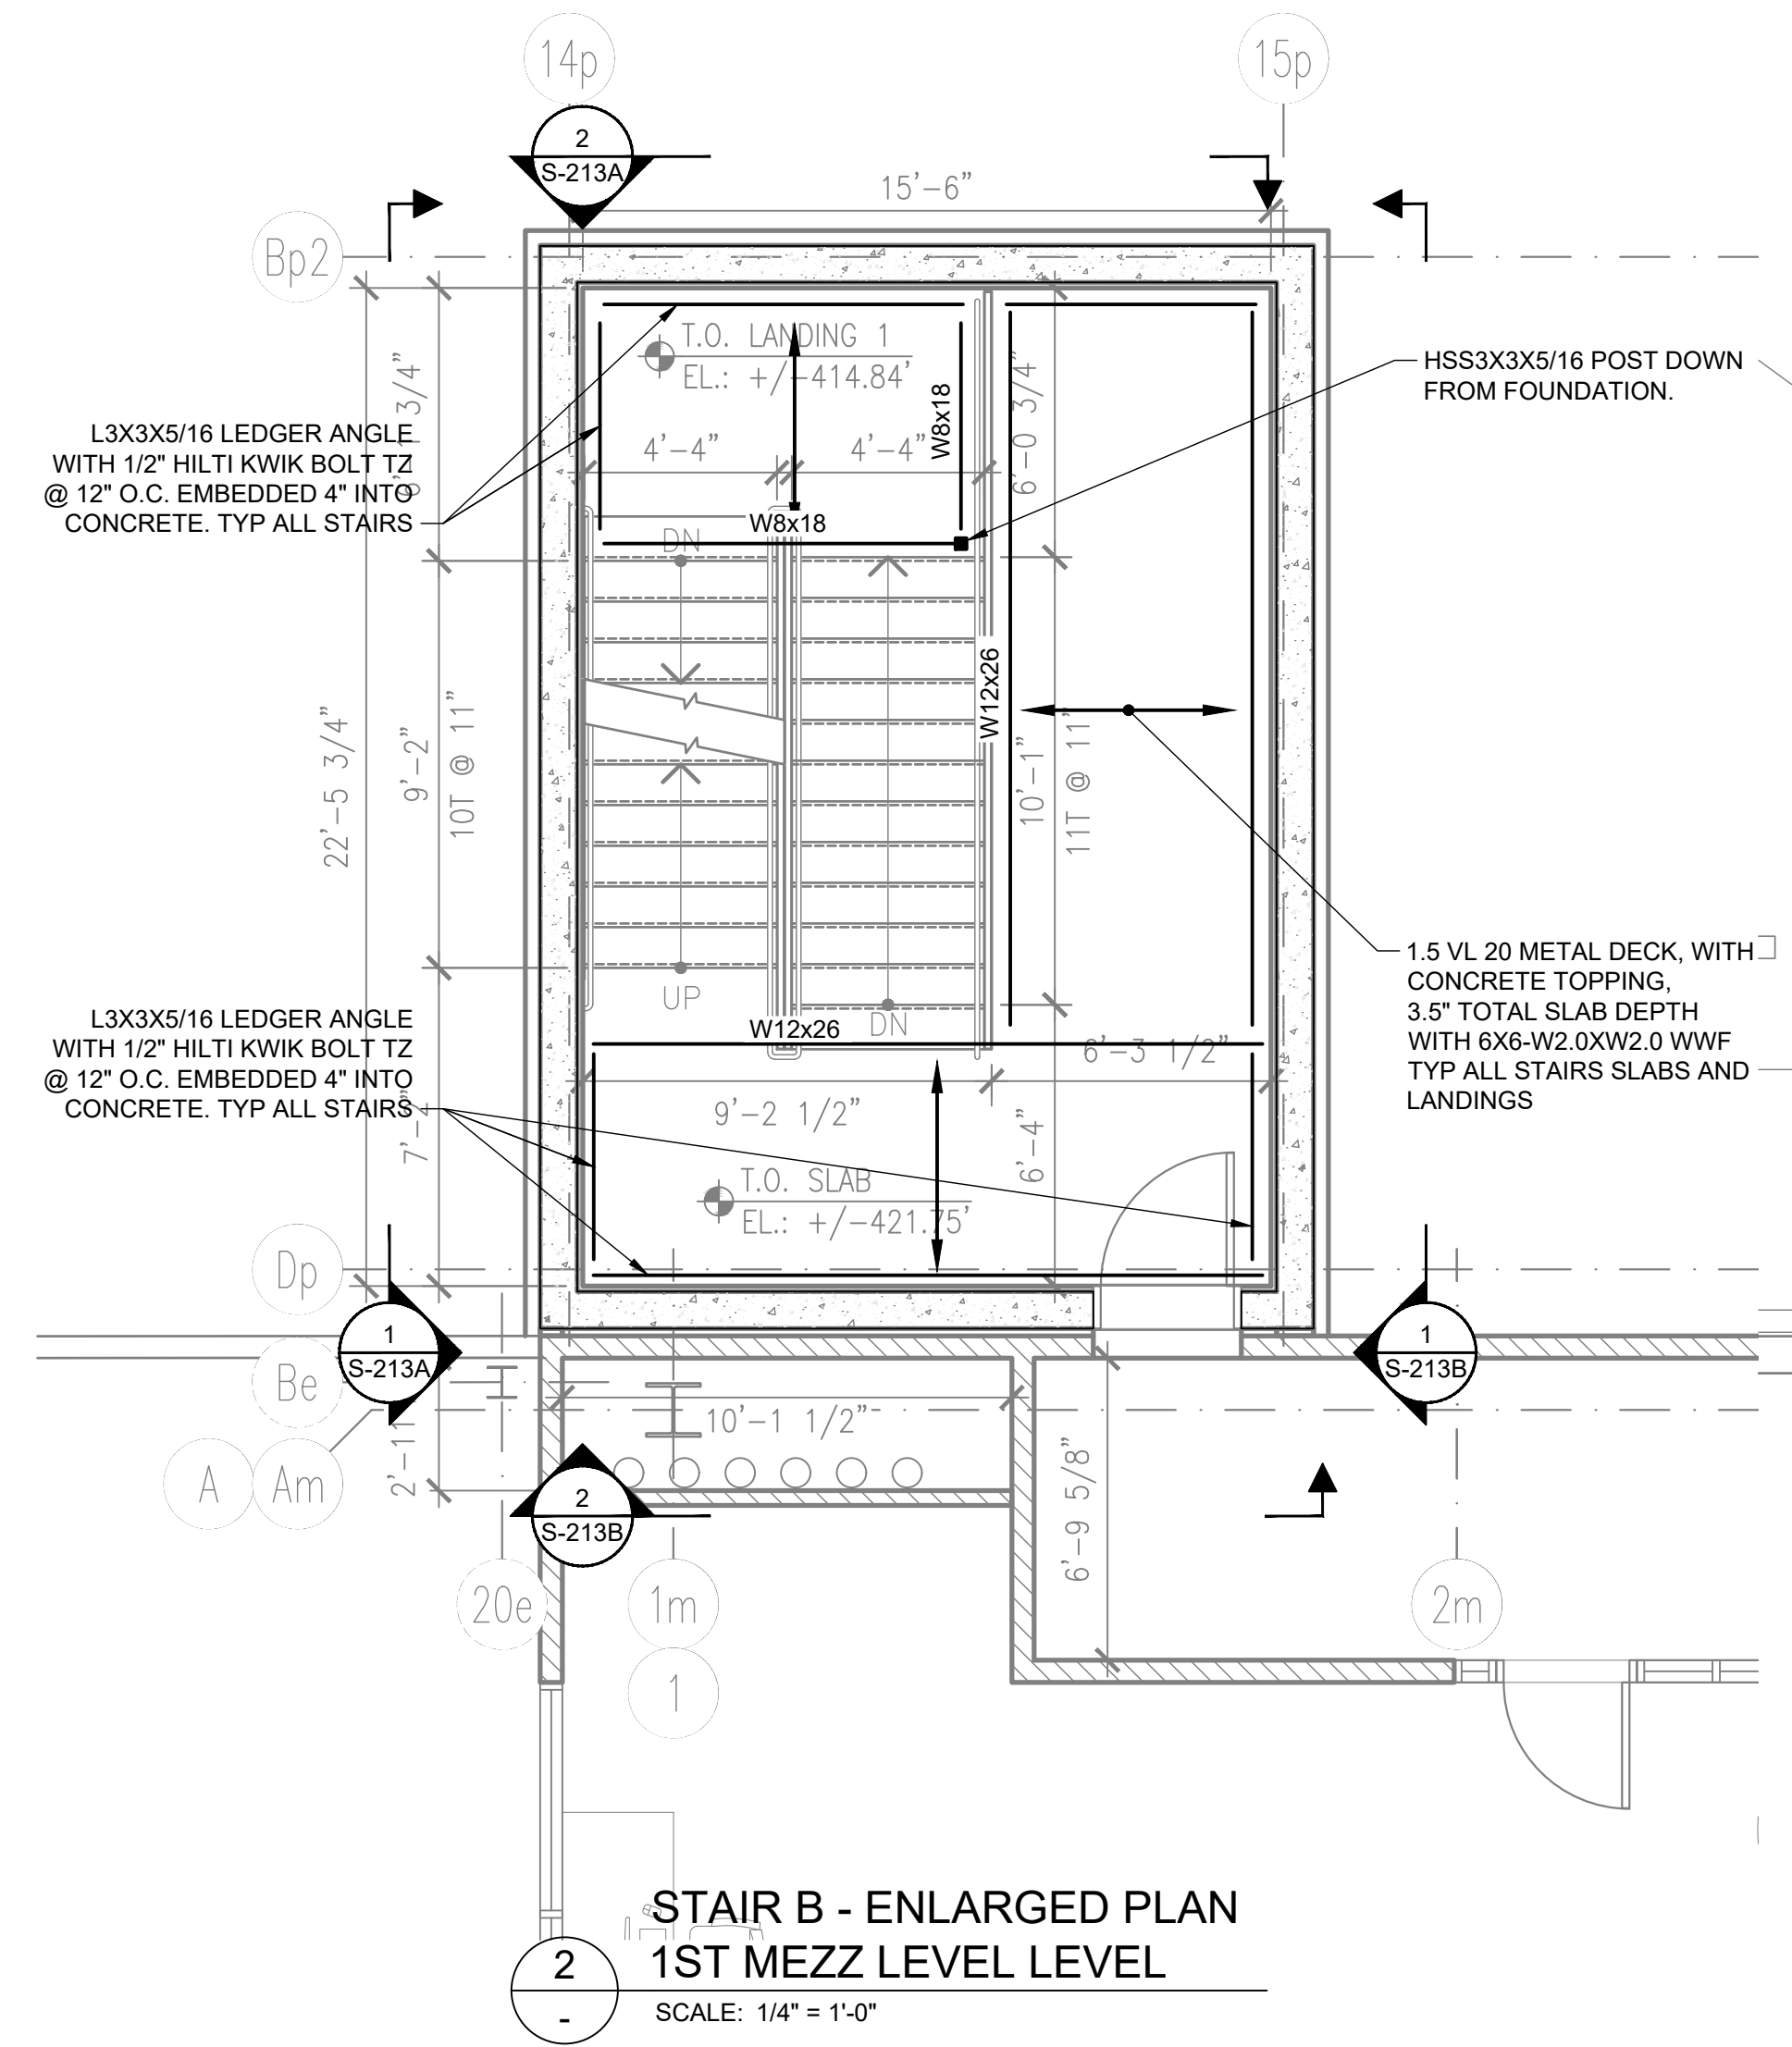 14p
15p
2
S-213A
15'-6"
Bp2
T.O. LANDING 1
EL.: +/-414.84'
HSS3X3X5/16 POST DOWN
FROM FOUNDATION.
W8x18
6'-0 3/4"
L3X3X5/16 LEDGER ANGLE
WITH 1/2" HILTI KWIK BOLT TZ
@ 12" O.C. EMBEDDED 4" INTO
CONCRETE. TYP ALL STAIRS
4'-4"
4'-4"
W8x18
DN
W12x26
22'-5 3/4"
9'-2"
10T @ 11"
10'-1"
11T @ 11"
1.5 VL 20 METAL DECK, WITH
CONCRETE TOPPING,
3.5" TOTAL SLAB DEPTH
WITH 6X6-W2.0XW2.0 WWF
TYP ALL STAIRS SLABS AND
LANDINGS
UP
DN
W12x26
L3X3X5/16 LEDGER ANGLE
WITH 1/2" HILTI KWIK BOLT TZ
@ 12" O.C. EMBEDDED 4" INTO
CONCRETE. TYP ALL STAIRS
6'-3 1/2"
9'-2 1/2"
6'-4"
T.O. SLAB
EL.: +/-421.75'
Dp
1
S-213A
1
S-213B
Be
10'-1 1/2"
A
Am
2
S-213B
6'-9 5/8"
20e
1m
2m
1
STAIR B - ENLARGED PLAN
2
1ST MEZZ LEVEL LEVEL
-
SCALE: 1/4" = 1'-0"